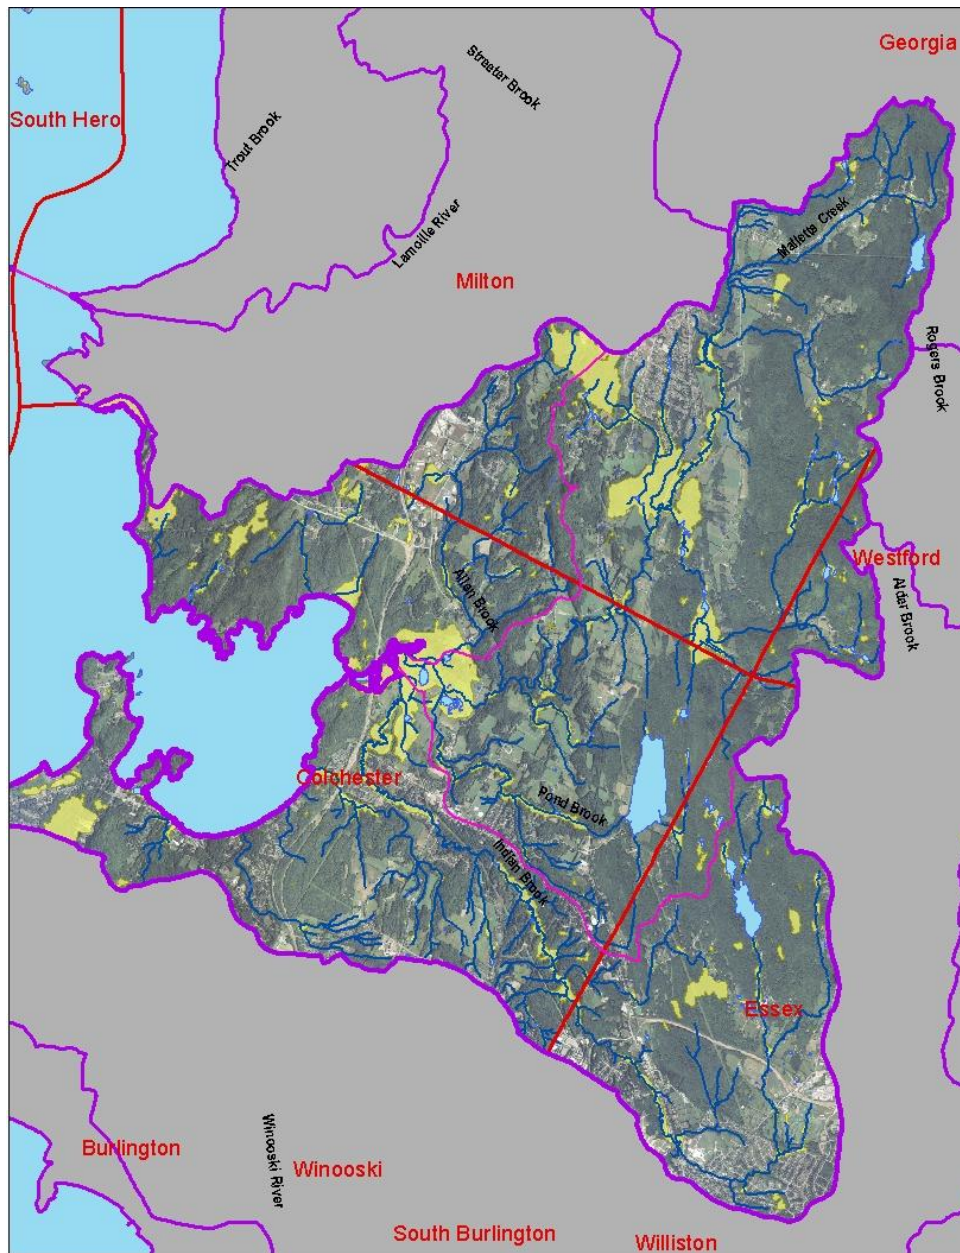 Georgia
Streeter Brook
South Hero
Trout Brook
Lamoille River
Malletts Creek
Milton
Rogers Brook
Westford
Allen Brook
Alder Brook
Colchester
Pond Brook
Indian Brook
Essex
Burlington
Winooski River
Winooski
South Burlington
Williston